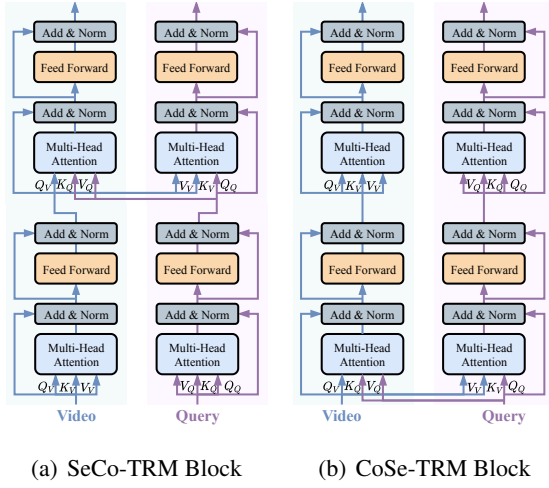 Add & Norm
Add & Norm
Add & Norm
Add & Norm
Feed Forward
Feed Forward
Feed Forward
Feed Forward
Add & Norm
Add & Norm
Add & Norm
Add & Norm
Multi-Head Attention
Multi-Head Attention
Multi-Head Attention
Multi-Head Attention
Q_V K_Q V_Q
V_V K_V Q_Q
Q_V K_V V_V
V_Q K_Q Q_Q
Add & Norm
Add & Norm
Add & Norm
Add & Norm
Feed Forward
Feed Forward
Feed Forward
Feed Forward
Add & Norm
Add & Norm
Add & Norm
Add & Norm
Multi-Head Attention
Multi-Head Attention
Multi-Head Attention
Multi-Head Attention
Q_V K_V V_V
V_Q K_Q Q_Q
Q_V K_Q V_Q
V_V K_V Q_Q
Video
Query
Video
Query
(a) SeCo-TRM Block
(b) CoSe-TRM Block